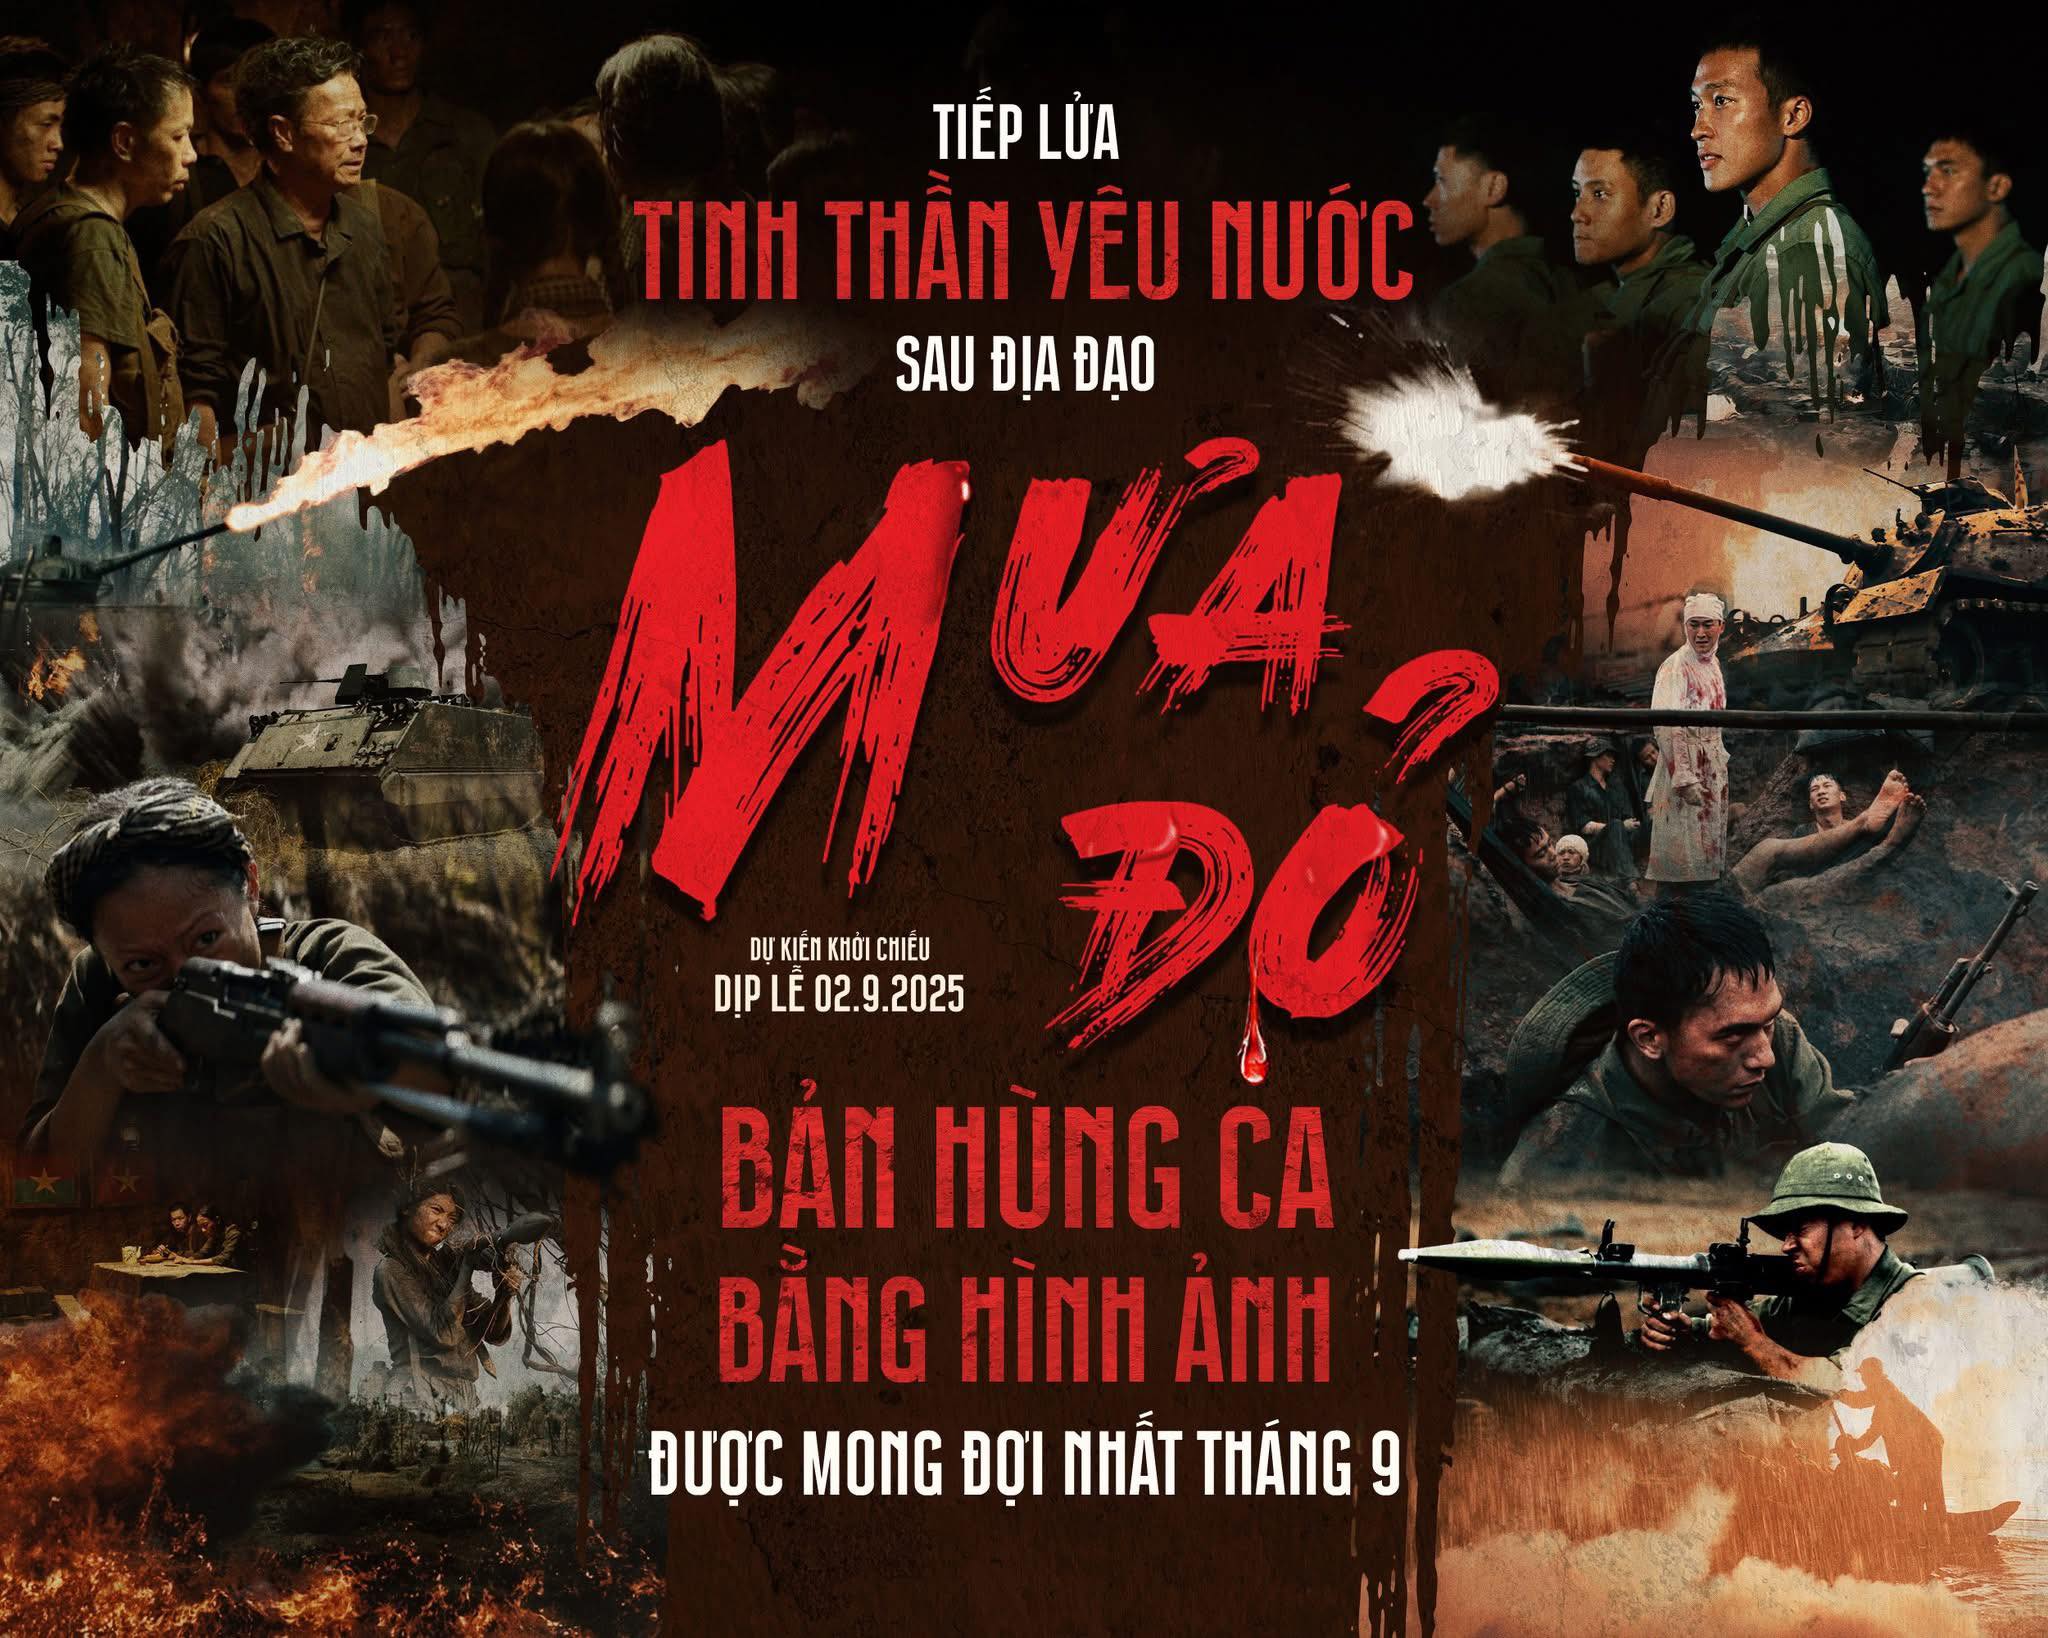 TIẾP LỬA
TINH THẦN YÊU NƯỚC
SAU ĐỊA ĐẠO
MƯA
ĐỎ
DỰ KIẾN KHỞI CHIẾU
DỊP LỄ 02.9.2025
BẢN HÙNG CA
BẰNG HÌNH ẢNH
ĐƯỢC MONG ĐỢI NHẤT THÁNG 9